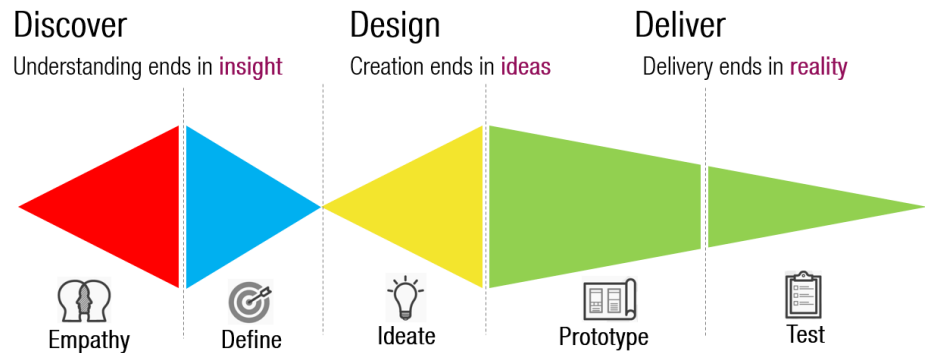 Discover
Understanding ends in insight
Design
Creation ends in ideas
Deliver
Delivery ends in reality
Empathy
Define
Ideate
Prototype
Test